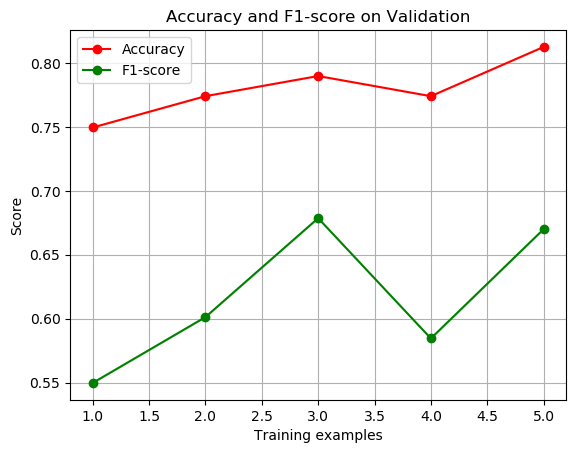 Accuracy and F1-score on Validation
Accuracy
F1-score
0.80
0.75
0.70
0.65
0.60
0.55
Score
1.0 1.5 2.0 2.5 3.0 3.5 4.0 4.5 5.0
Training examples